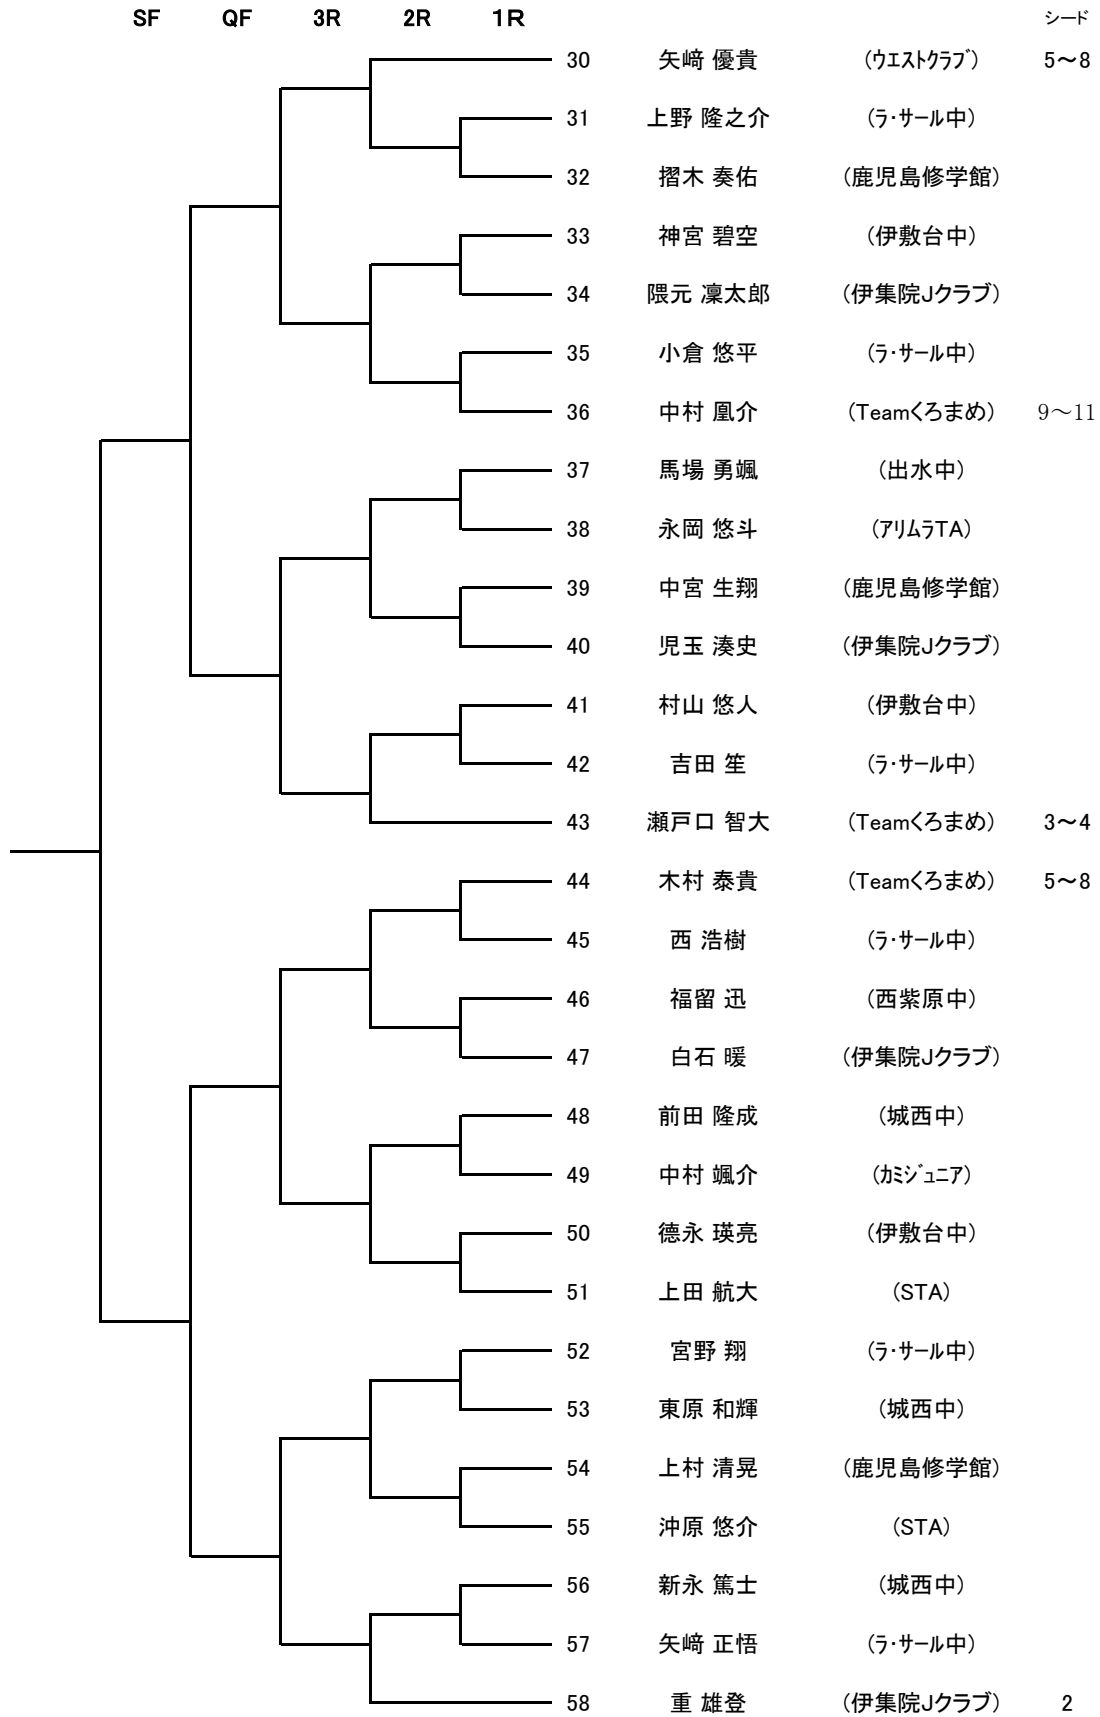 SF QF 3R 2R 1R シード
30 矢﨑 優貴 (ウエストクラブ) 5～8
31 上野 隆之介 (ラ・サール中)
32 摺木 奏佑 (鹿児島修学館)
33 神宮 碧空 (伊敷台中)
34 隈元 凜太郎 (伊集院Jクラブ)
35 小倉 悠平 (ラ・サール中)
36 中村 凰介 (Teamくろまめ) 9～11
37 馬場 勇颯 (出水中)
38 永岡 悠斗 (アリムラTA)
39 中宮 生翔 (鹿児島修学館)
40 児玉 湊史 (伊集院Jクラブ)
41 村山 悠人 (伊敷台中)
42 吉田 笙 (ラ・サール中)
43 瀬戸口 智大 (Teamくろまめ) 3～4
44 木村 泰貴 (Teamくろまめ) 5～8
45 西 浩樹 (ラ・サール中)
46 福留 迅 (西紫原中)
47 白石 暖 (伊集院Jクラブ)
48 前田 隆成 (城西中)
49 中村 颯介 (カミジュニア)
50 德永 瑛亮 (伊敷台中)
51 上田 航大 (STA)
52 宮野 翔 (ラ・サール中)
53 東原 和輝 (城西中)
54 上村 清晃 (鹿児島修学館)
55 沖原 悠介 (STA)
56 新永 篤士 (城西中)
57 矢﨑 正悟 (ラ・サール中)
58 重 雄登 (伊集院Jクラブ) 2